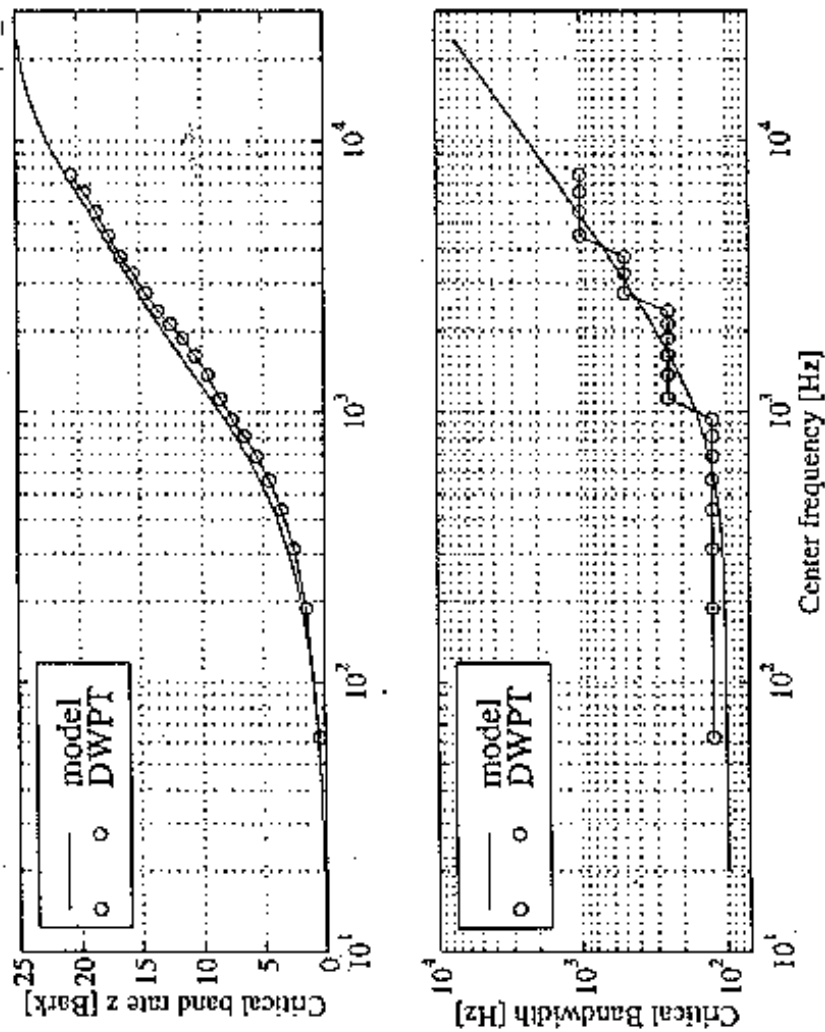 Critical band rate z [Bark]
25
20
15
10
5
0
model
DWPT
10^1
10^2
10^3
10^4
Critical Bandwidth [Hz]
10^4
10^3
10^2
model
DWPT
10^1
10^2
10^3
10^4
Center frequency [Hz]